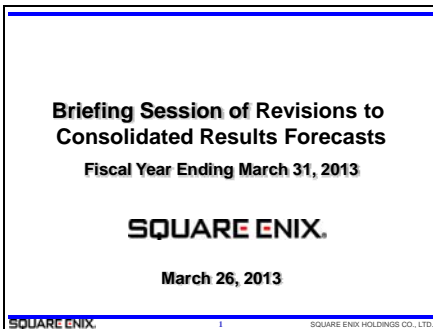 Briefing Session of Revisions to
Consolidated Results Forecasts
Fiscal Year Ending March 31, 2013
SQUARE ENIX.
March 26, 2013
SQUARE ENIX. 1 SQUARE ENIX HOLDINGS CO., LTD.